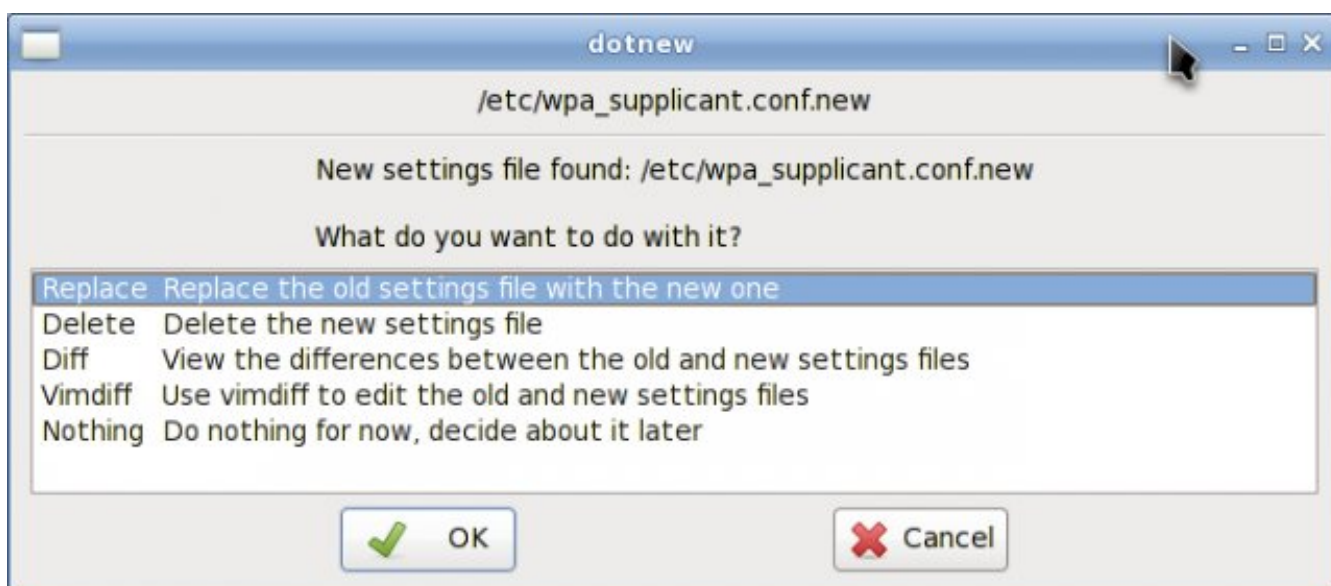 dotnew
/etc/wpa_supplicant.conf.new
New settings file found: /etc/wpa_supplicant.conf.new
What do you want to do with it?
Replace Replace the old settings file with the new one
Delete Delete the new settings file
Diff View the differences between the old and new settings files
Vimdiff Use vimdiff to edit the old and new settings files
Nothing Do nothing for now, decide about it later
OK Cancel